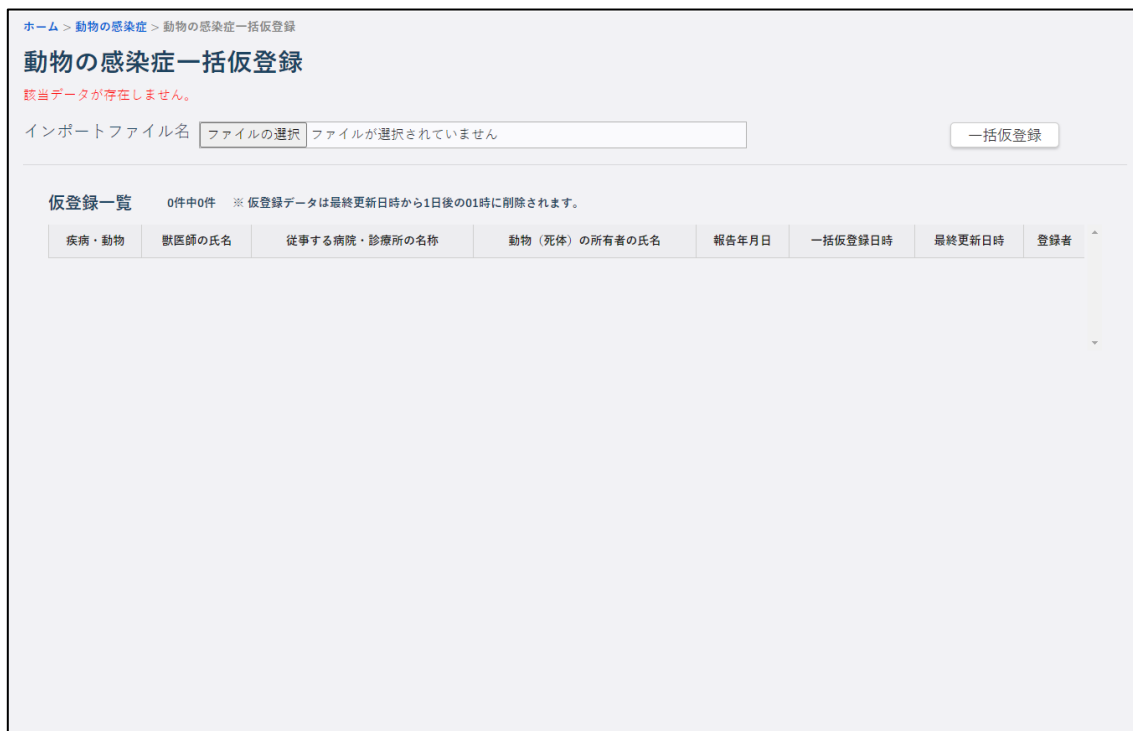 ホーム > 動物の感染症 > 動物の感染症一括仮登録
動物の感染症一括仮登録
該当データが存在しません。
インポートファイル名 ファイルの選択 ファイルが選択されていません 一括仮登録
仮登録一覧 0件中0件 ※ 仮登録データは最終更新日時から1日後の01時に削除されます。
疾病・動物 獣医師の氏名 従事する病院・診療所の名称 動物（死体）の所有者の氏名 報告年月日 一括仮登録日時 最終更新日時 登録者